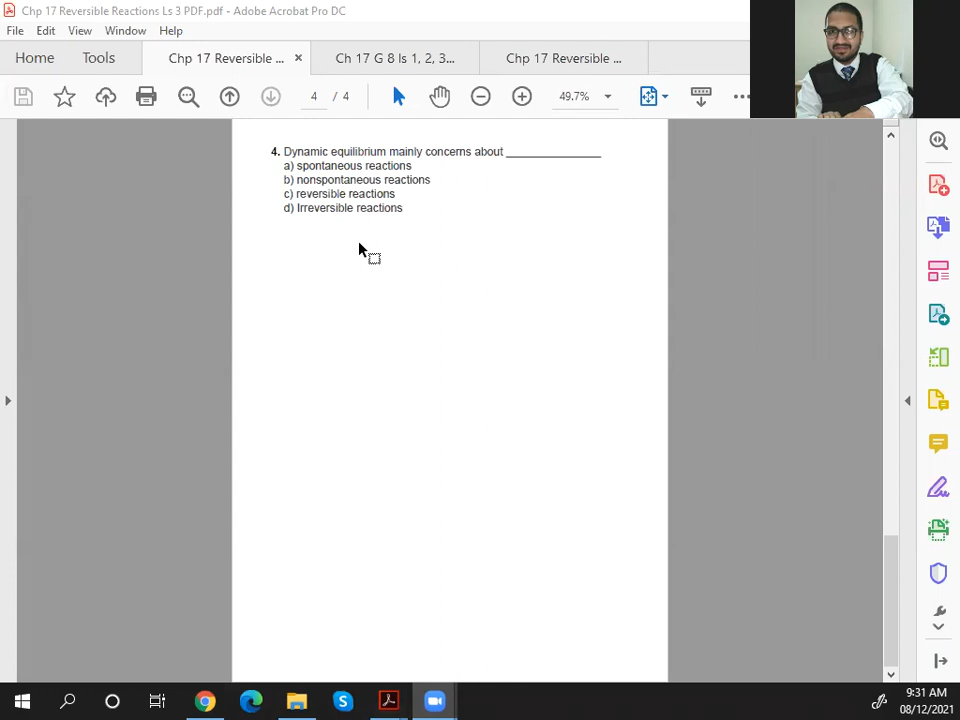 Chp 17 Reversible Reactions Ls 3 PDF.pdf - Adobe Acrobat Pro DC
File Edit View Window Help
Home Tools Chp 17 Reversible ... × Ch 17 G 8 ls 1, 2, 3... Chp 17 Reversible ...
4 / 4 49.7%
4. Dynamic equilibrium mainly concerns about _______________
a) spontaneous reactions
b) nonspontaneous reactions
c) reversible reactions
d) Irreversible reactions
9:31 AM
08/12/2021